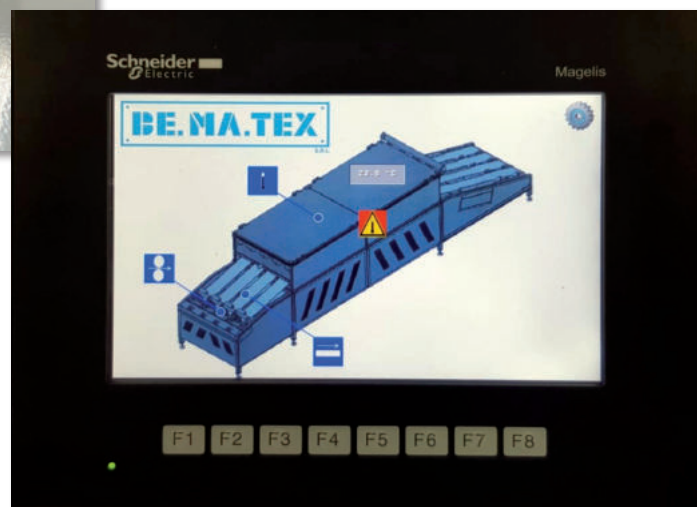 Schneider
Electric
Magelis
BE.MA.TEX
S.R.L.
F1 F2 F3 F4 F5 F6 F7 F8